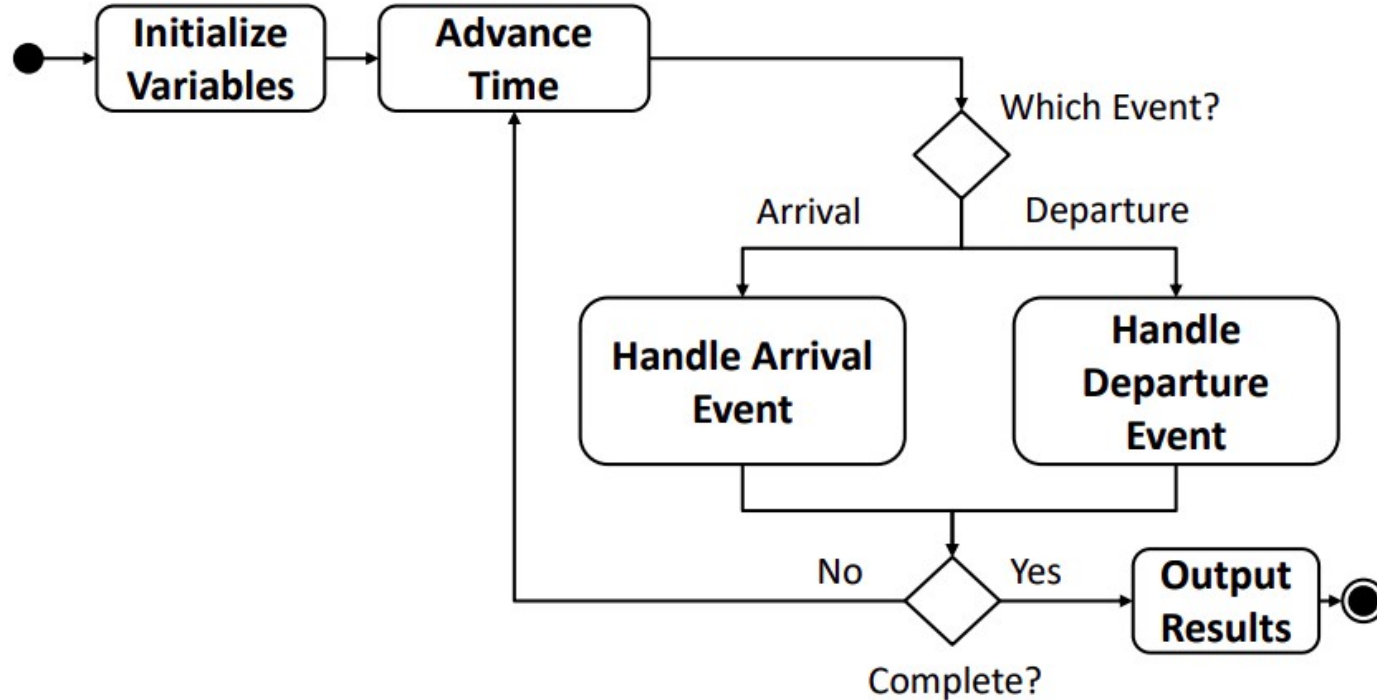 Initialize
Variables
Advance
Time
Which Event?
Arrival
Departure
Handle Arrival
Event
Handle
Departure
Event
No
Yes
Output
Results
Complete?